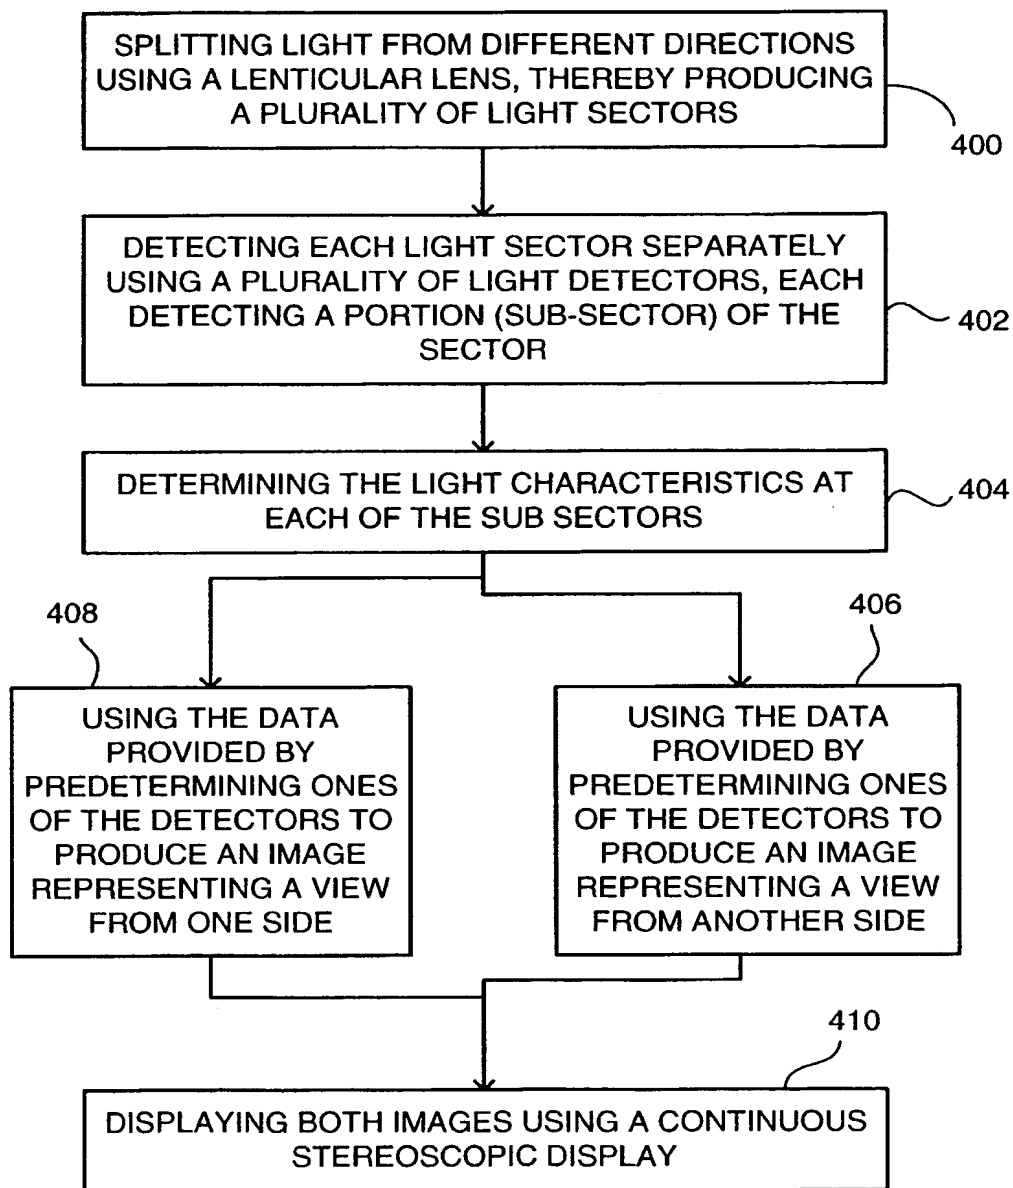 SPLITTING LIGHT FROM DIFFERENT DIRECTIONS
USING A LENTICULAR LENS, THEREBY PRODUCING
A PLURALITY OF LIGHT SECTORS
400
DETECTING EACH LIGHT SECTOR SEPARATELY
USING A PLURALITY OF LIGHT DETECTORS, EACH
DETECTING A PORTION (SUB-SECTOR) OF THE
SECTOR
402
DETERMINING THE LIGHT CHARACTERISTICS AT
EACH OF THE SUB SECTORS
404
408
USING THE DATA
PROVIDED BY
PREDETERMINING ONES
OF THE DETECTORS TO
PRODUCE AN IMAGE
REPRESENTING A VIEW
FROM ONE SIDE
406
USING THE DATA
PROVIDED BY
PREDETERMINING ONES
OF THE DETECTORS TO
PRODUCE AN IMAGE
REPRESENTING A VIEW
FROM ANOTHER SIDE
410
DISPLAYING BOTH IMAGES USING A CONTINUOUS
STEREOSCOPIC DISPLAY